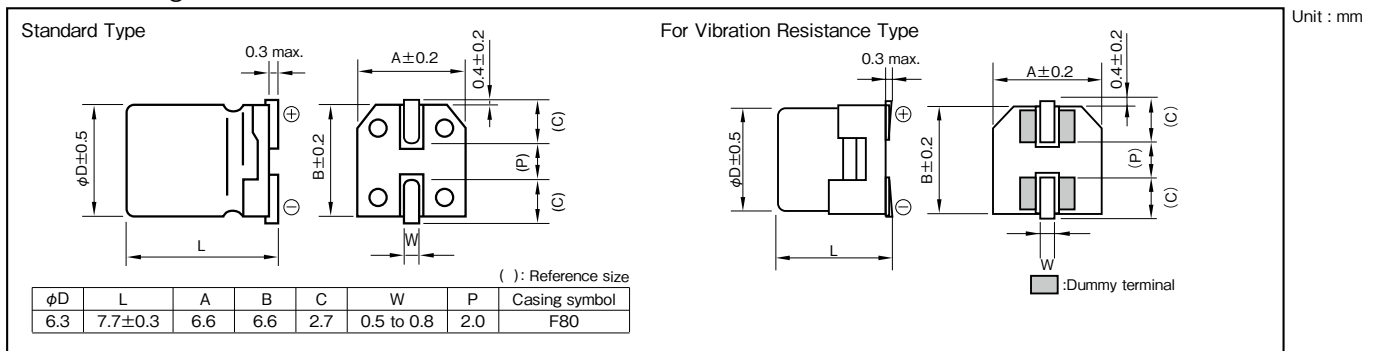 Unit : mm
Standard Type
0.3 max.
A±0.2
0.4±0.2
⊕
(C)
φD±0.5
B±0.2
(P)
(C)
⊖
L
W
( ): Reference size
φD L A B C W P Casing symbol
6.3 7.7±0.3 6.6 6.6 2.7 0.5 to 0.8 2.0 F80
For Vibration Resistance Type
0.3 max.
A±0.2
0.4±0.2
⊕
(C)
φD±0.5
B±0.2
(P)
(C)
⊖
L
W
:Dummy terminal